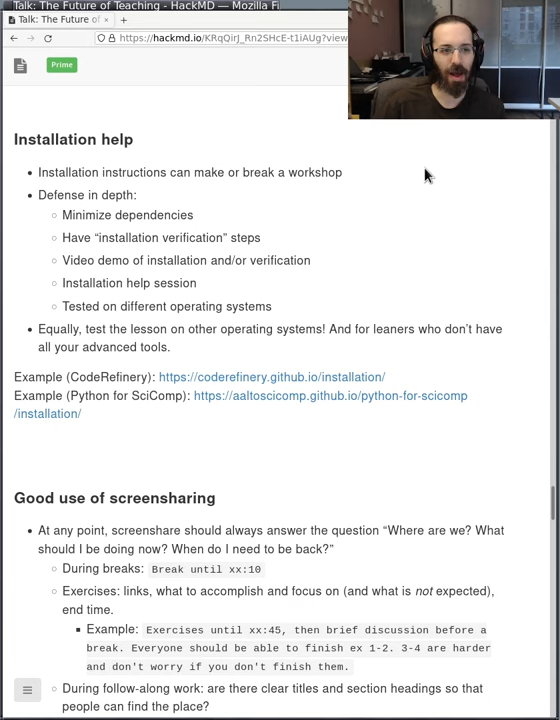 Talk: The Future of Teaching - HackMD — Mozilla Fi
Talk: The Future of
https://hackmd.io/KRqQirJ_Rn2SHcE-t1iAUg?view
Prime
Installation help
Installation instructions can make or break a workshop
Defense in depth:
Minimize dependencies
Have “installation verification” steps
Video demo of installation and/or verification
Installation help session
Tested on different operating systems
Equally, test the lesson on other operating systems! And for leaners who don’t have
all your advanced tools.
Example (CodeRefinery): https://coderefinery.github.io/installation/
Example (Python for SciComp): https://aaltoscicomp.github.io/python-for-scicomp
/installation/
Good use of screensharing
At any point, screenshare should always answer the question “Where are we? What
should I be doing now? When do I need to be back?”
During breaks: Break until xx:10
Exercises: links, what to accomplish and focus on (and what is not expected),
end time.
Example: Exercises until xx:45, then brief discussion before a
break. Everyone should be able to finish ex 1-2. 3-4 are harder
and don't worry if you don't finish them.
During follow-along work: are there clear titles and section headings so that
people can find the place?